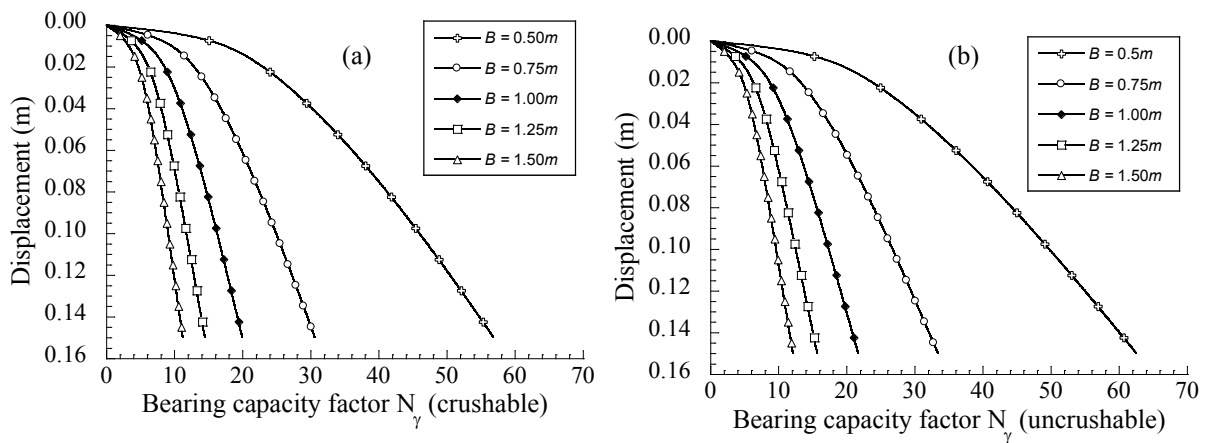 (a)
B = 0.50m
B = 0.75m
B = 1.00m
B = 1.25m
B = 1.50m
Displacement (m)
0.00
0.02
0.04
0.06
0.08
0.10
0.12
0.14
0.16
0 10 20 30 40 50 60 70
Bearing capacity factor Nγ (crushable)
(b)
B = 0.5m
B = 0.75m
B = 1.00m
B = 1.25m
B = 1.50m
Displacement (m)
0.00
0.02
0.04
0.06
0.08
0.10
0.12
0.14
0.16
0 10 20 30 40 50 60 70
Bearing capacity factor Nγ (uncrushable)